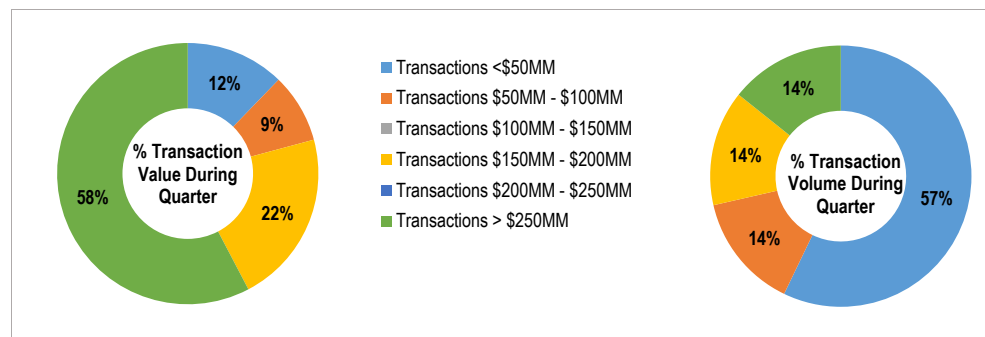 12%
9%
22%
58%
% Transaction
Value During
Quarter
Transactions <$50MM
Transactions $50MM - $100MM
Transactions $100MM - $150MM
Transactions $150MM - $200MM
Transactions $200MM - $250MM
Transactions > $250MM
14%
14%
14%
57%
% Transaction
Volume During
Quarter